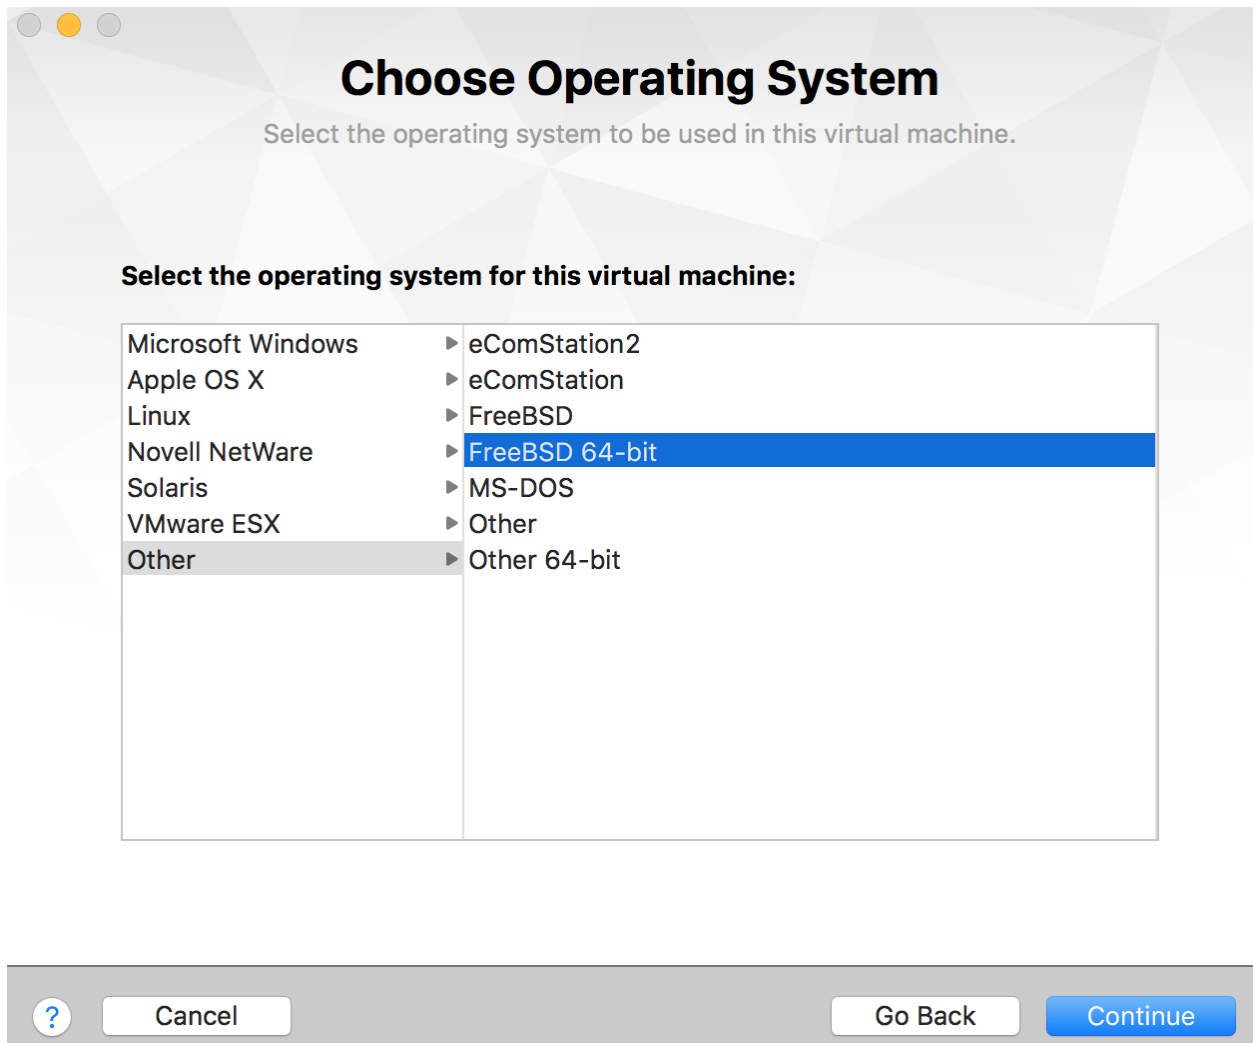 Choose Operating System
Select the operating system to be used in this virtual machine.
Select the operating system for this virtual machine:
Microsoft Windows
Apple OS X
Linux
Novell NetWare
Solaris
VMware ESX
Other
eComStation2
eComStation
FreeBSD
FreeBSD 64-bit
MS-DOS
Other
Other 64-bit
?
Cancel
Go Back
Continue